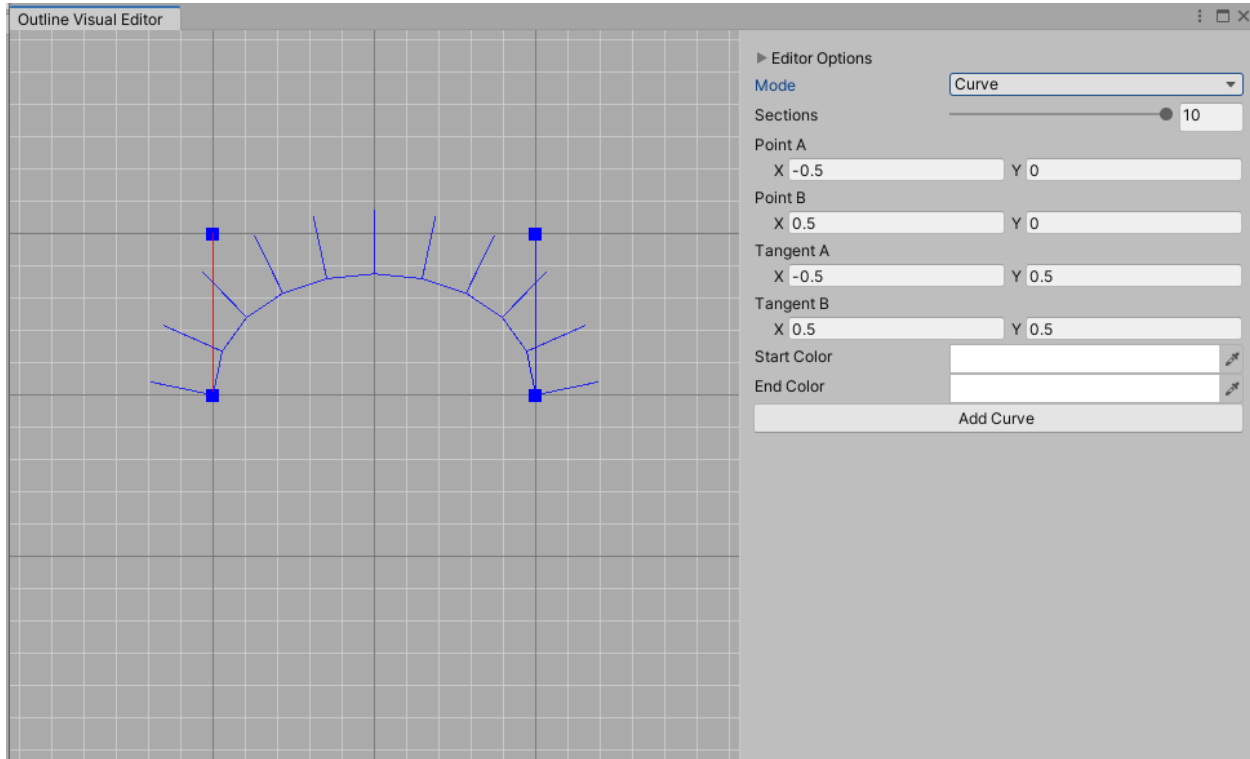 Outline Visual Editor
Editor Options
Mode Curve
Sections 10
Point A
X -0.5 Y 0
Point B
X 0.5 Y 0
Tangent A
X -0.5 Y 0.5
Tangent B
X 0.5 Y 0.5
Start Color
End Color
Add Curve